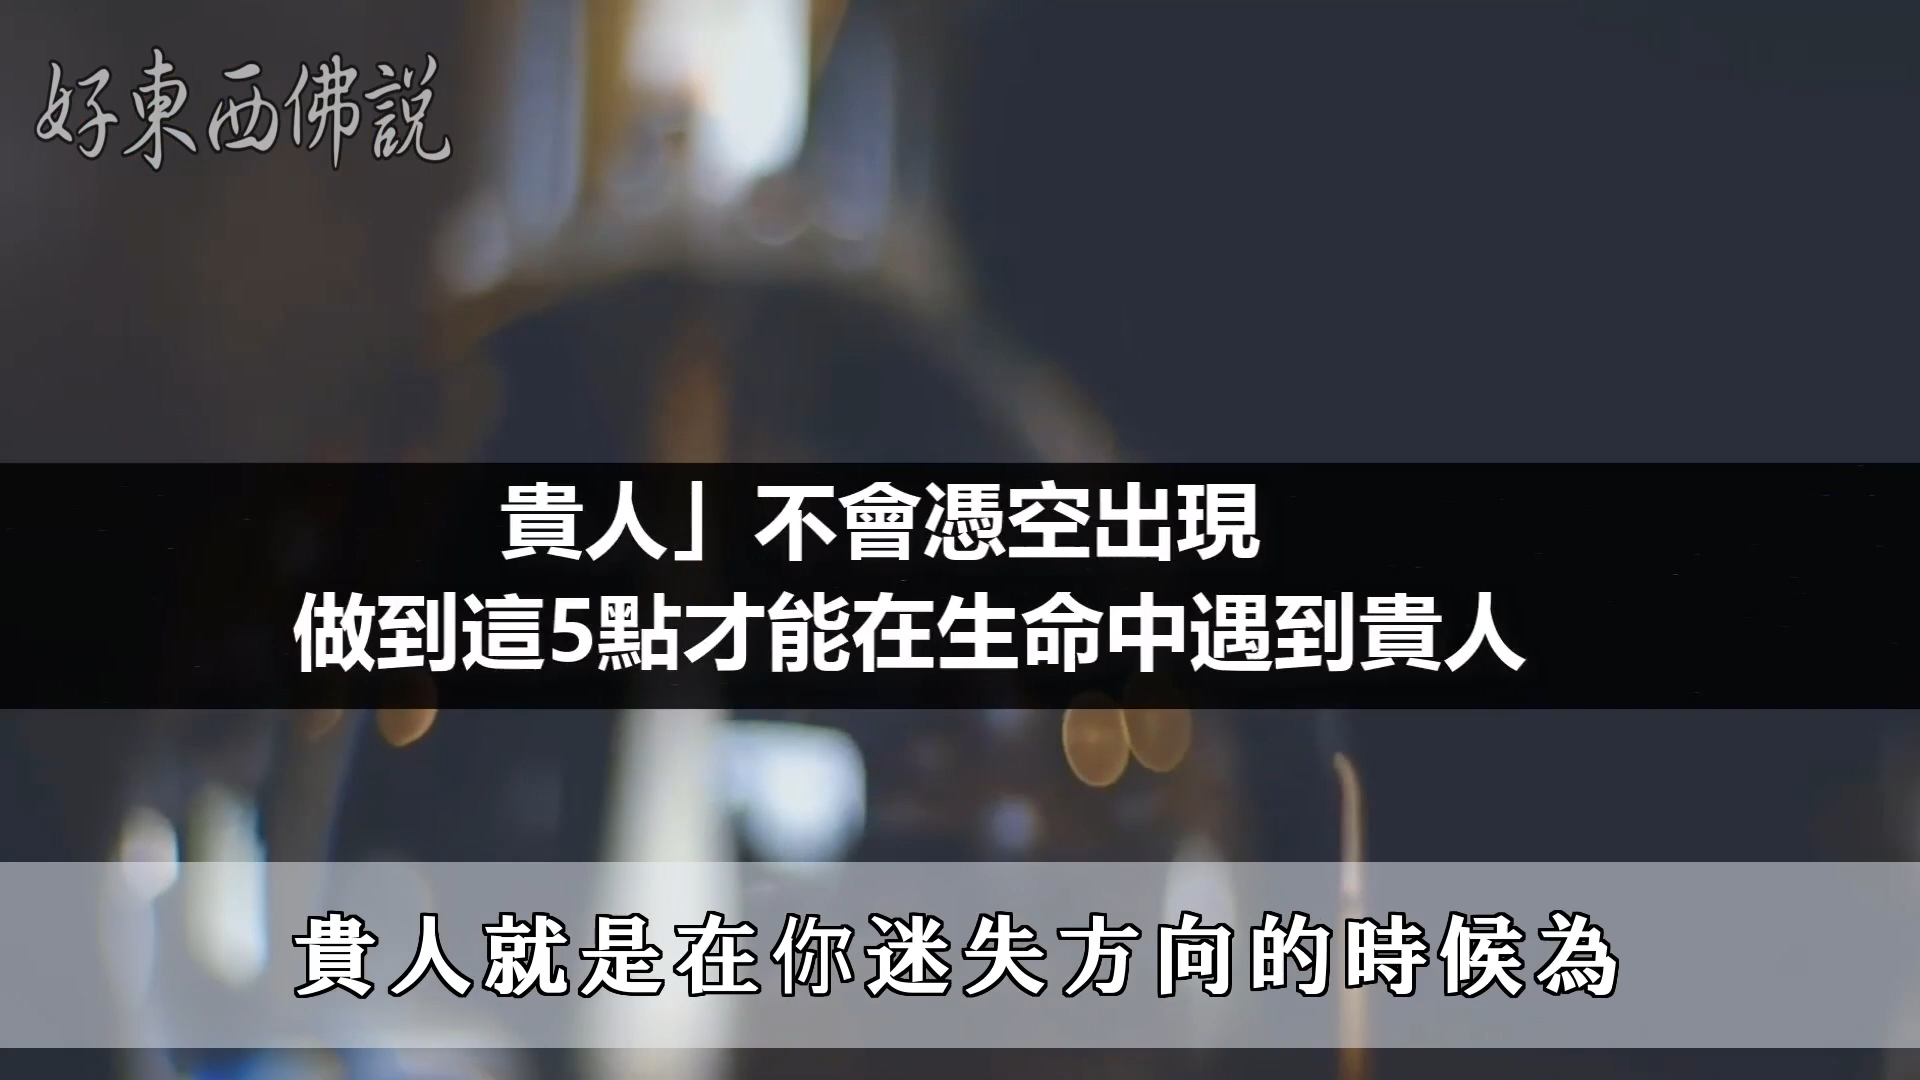 好東西佛説
貴人」不會憑空出現
做到這5點才能在生命中遇到貴人
貴人就是在你迷失方向的時候為